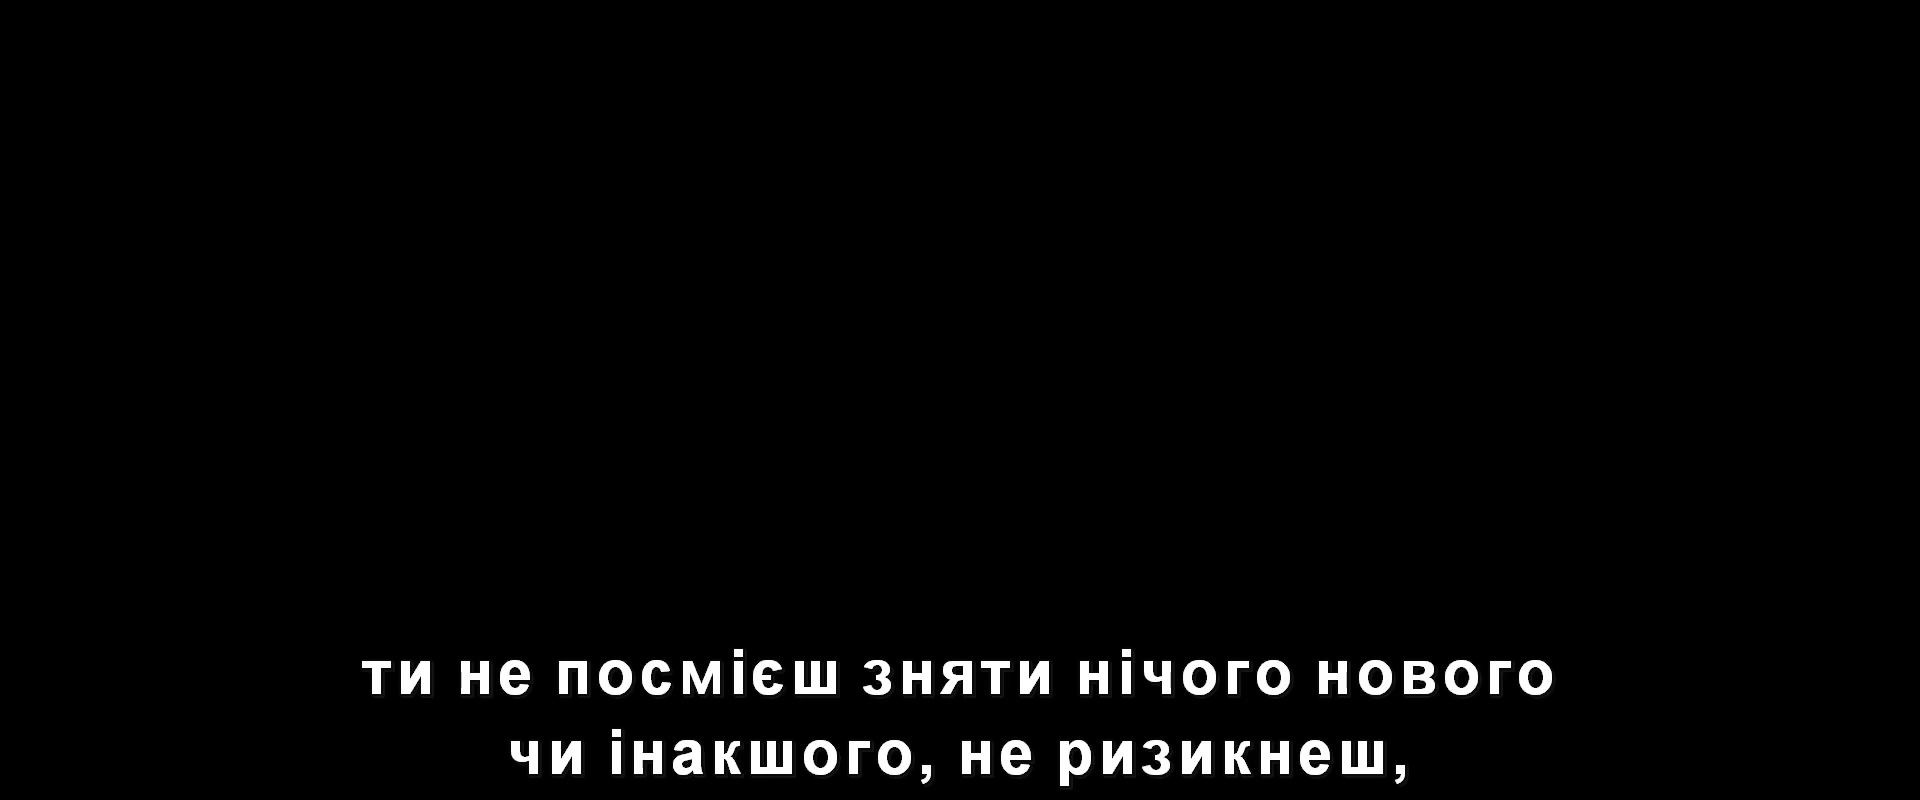 ти не посмієш зняти нічого нового
чи інакшого, не ризикнеш,